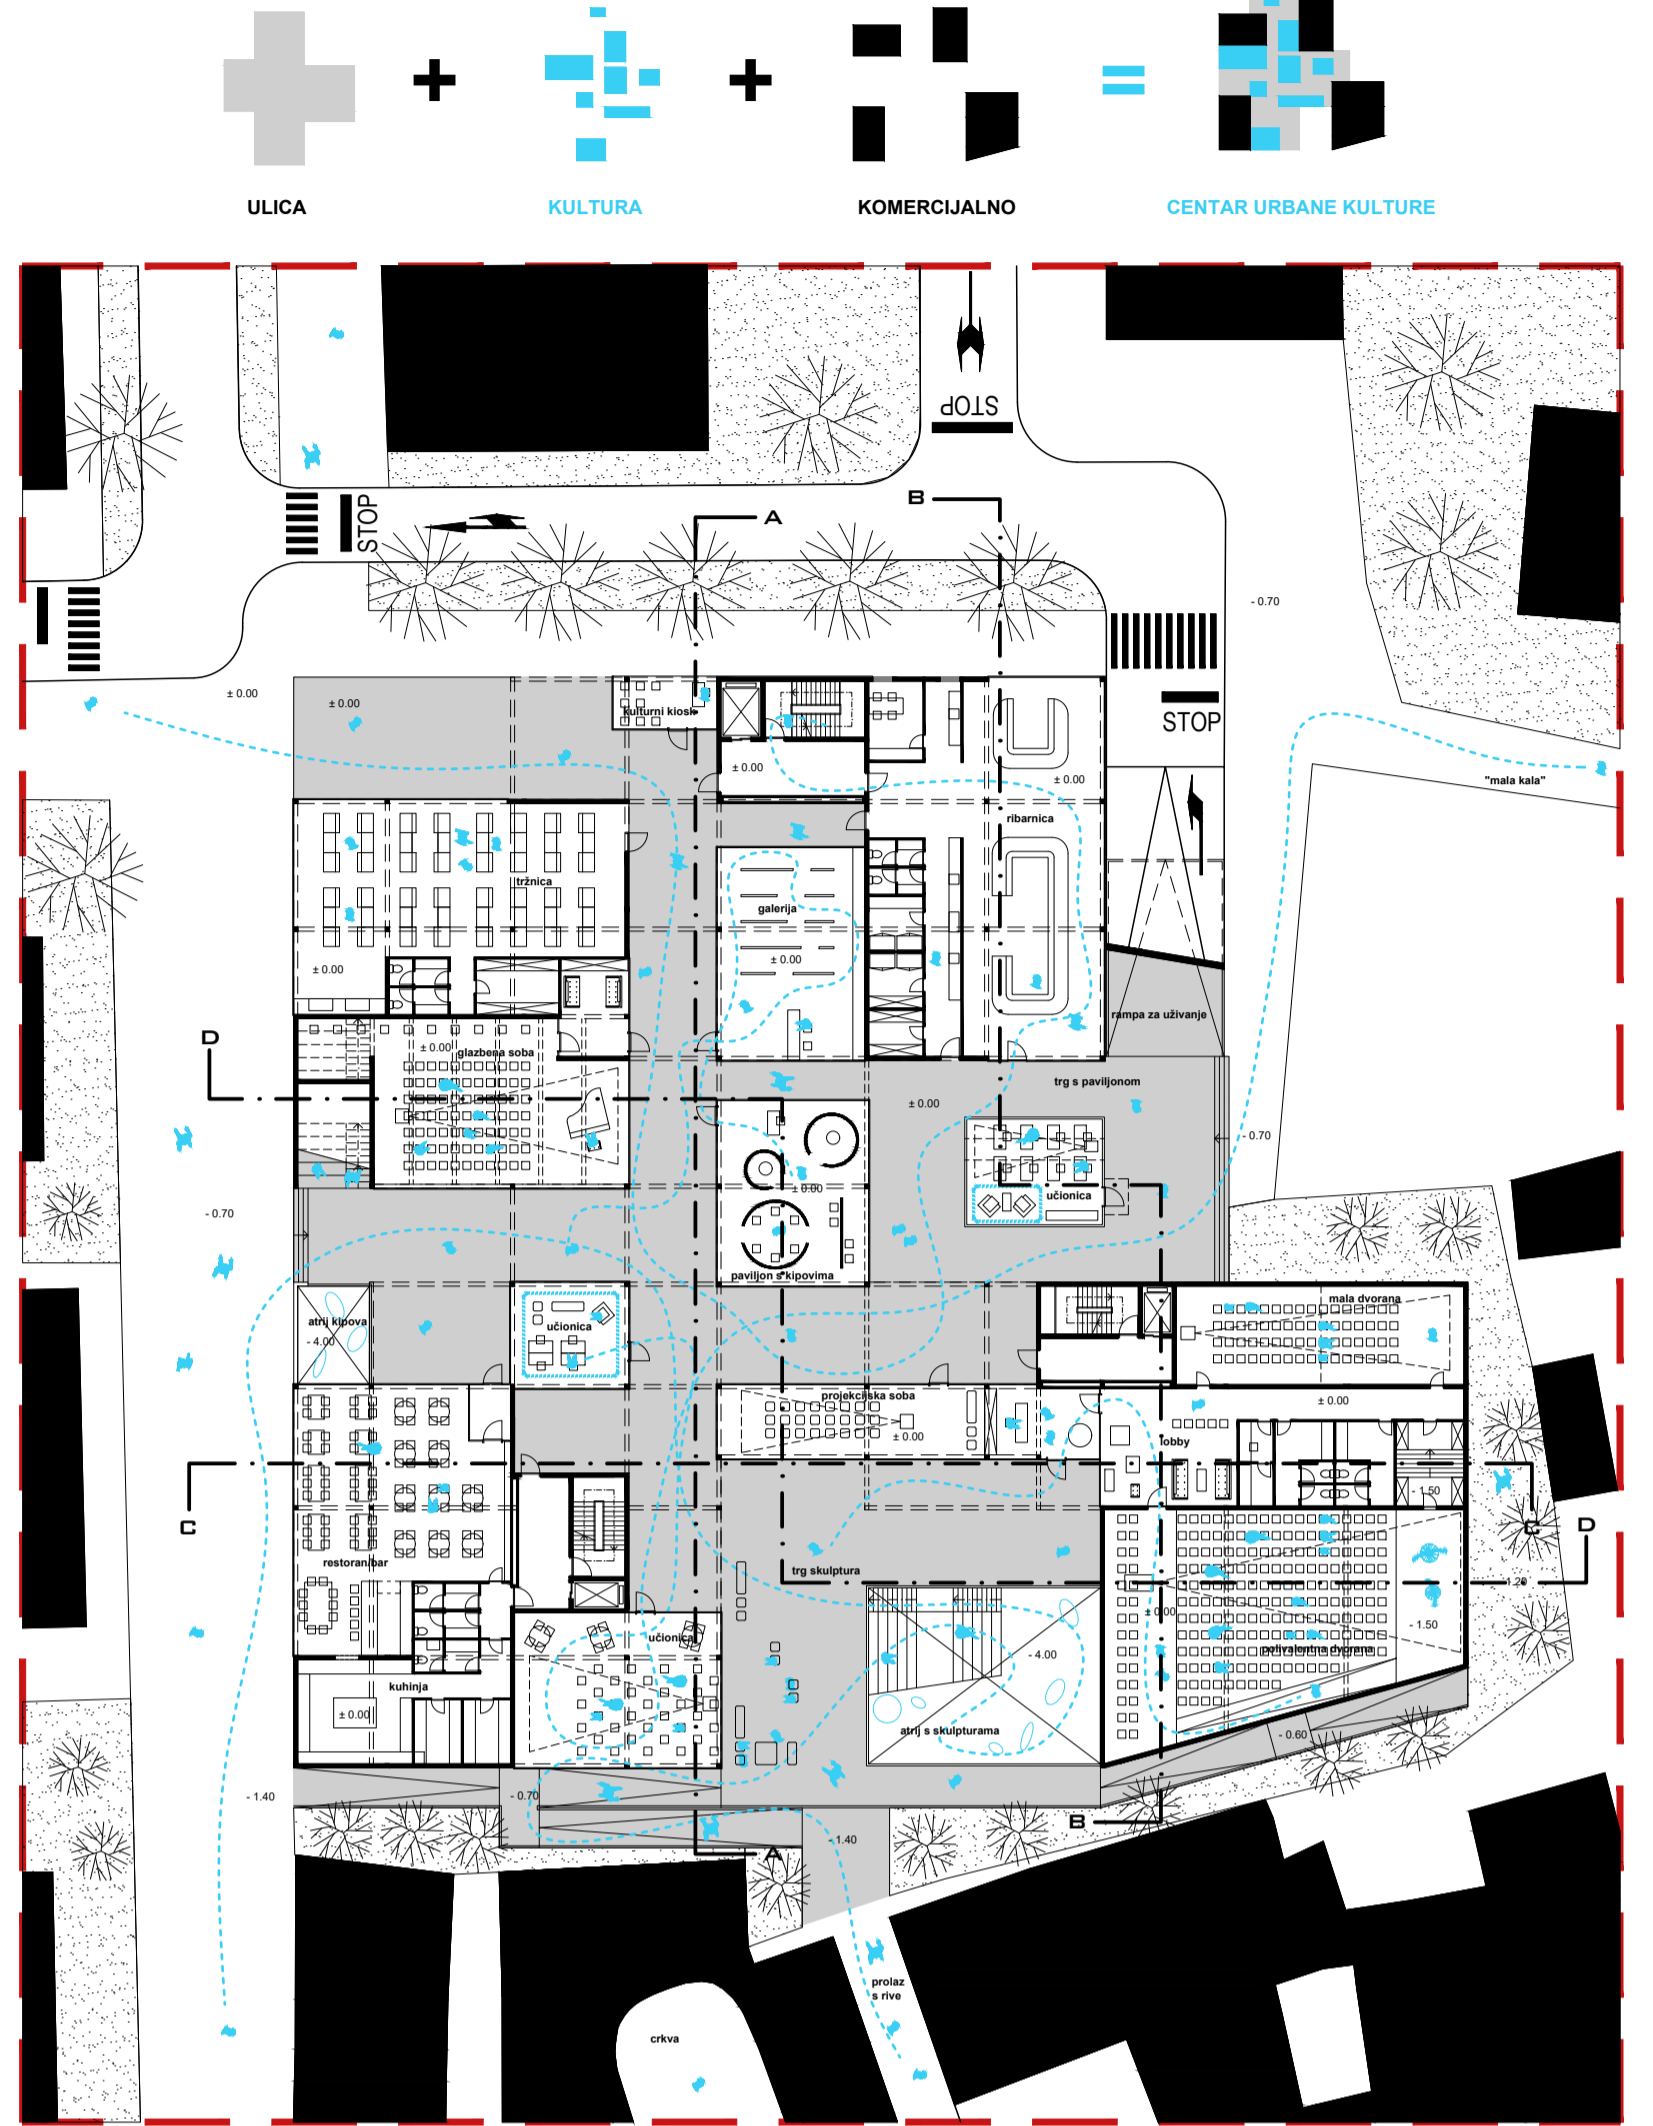 ULICA
KULTURA
KOMERCIJALNO
CENTAR URBANE KULTURE
STOP
B
A
STOP
- 0.70
± 0.00
± 0.00
kulturni kiosk
STOP
± 0.00
± 0.00
"mala kala"
ribarnica
tržnica
galerija
± 0.00
± 0.00
rampa za uživanje
D
± 0.00
glazbena soba
trg s paviljonom
± 0.00
- 0.70
± 0.00
učionica
- 0.70
paviljon s kipovima
mala dvorana
atrij kipova
učionica
- 4.00
projekcijska soba
± 0.00
± 0.00
lobby
- 1.50
C
C
D
restoran/bar
trg skulptura
- 1.20
± 0.00
- 1.50
učionica
polivalentna dvorana
- 4.00
kuhinja
± 0.00
atrij s skulpturama
- 0.60
- 1.40
- 0.70
B
- 1.40
A
prolaz
s rive
crkva